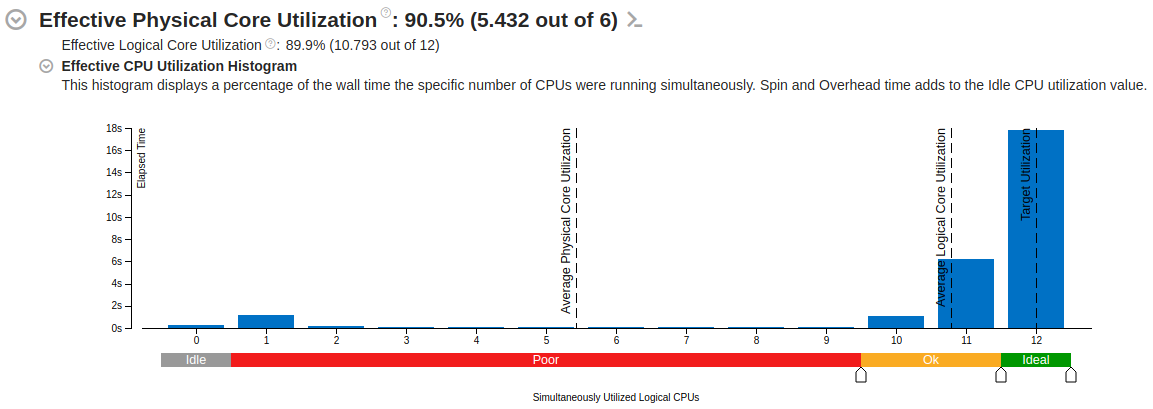 Effective Physical Core Utilization ?: 90.5% (5.432 out of 6)
Effective Logical Core Utilization ?: 89.9% (10.793 out of 12)
Effective CPU Utilization Histogram
This histogram displays a percentage of the wall time the specific number of CPUs were running simultaneously. Spin and Overhead time adds to the Idle CPU utilization value.
18s
16s
14s
12s
10s
8s
6s
4s
2s
0s
Elapsed Time
Average Physical Core Utilization
Average Logical Core Utilization
Target Utilization
0 1 2 3 4 5 6 7 8 9 10 11 12
Idle Poor Ok Ideal
Simultaneously Utilized Logical CPUs